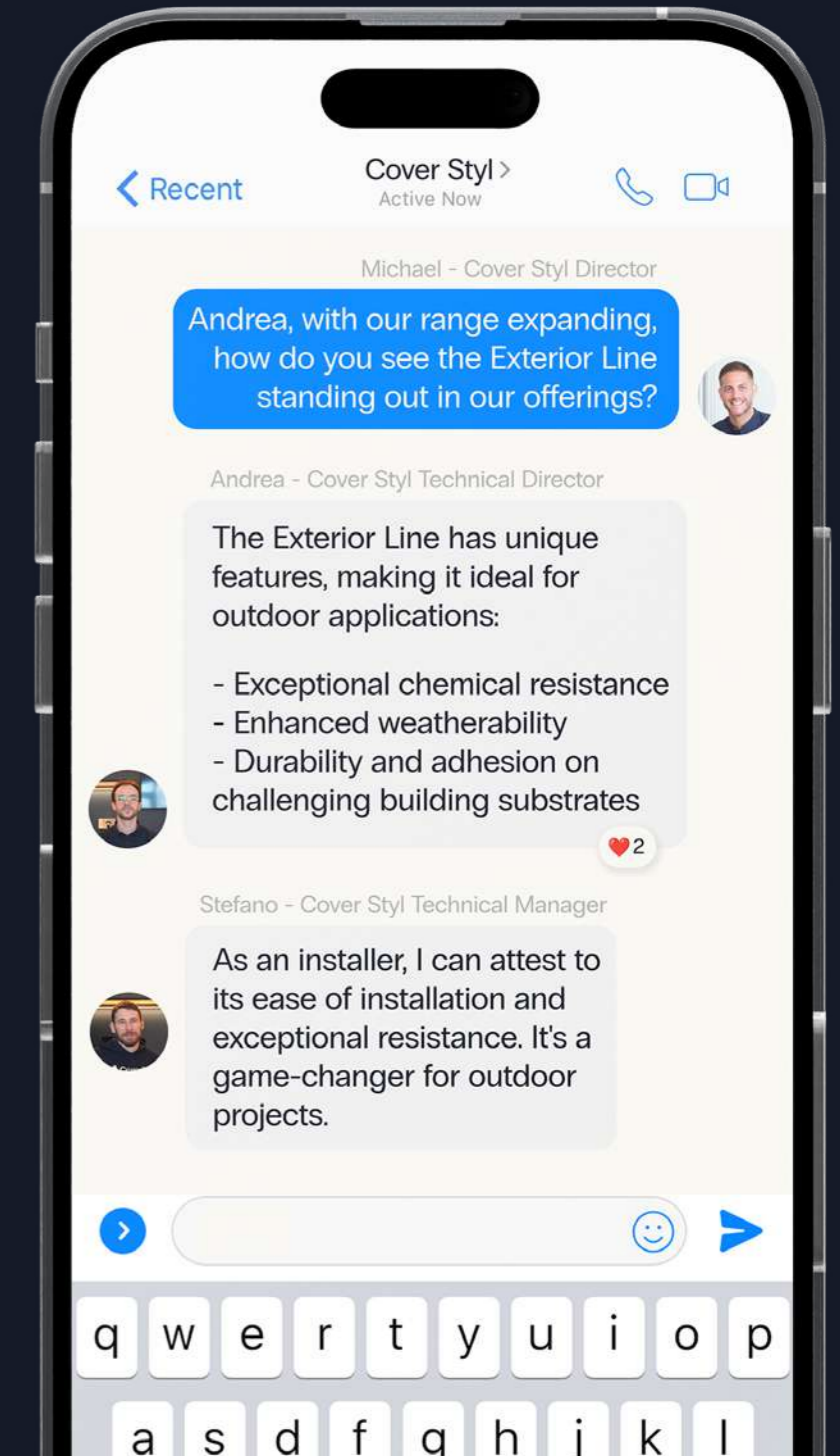 Recent
Cover Styl >
Active Now
Michael - Cover Styl Director
Andrea, with our range expanding,
how do you see the Exterior Line
standing out in our offerings?
Andrea - Cover Styl Technical Director
The Exterior Line has unique
features, making it ideal for
outdoor applications:
- Exceptional chemical resistance
- Enhanced weatherability
- Durability and adhesion on
challenging building substrates
❤️2
Stefano - Cover Styl Technical Manager
As an installer, I can attest to
its ease of installation and
exceptional resistance. It's a
game-changer for outdoor
projects.
q w e r t y u i o p
a s d f g h j k l